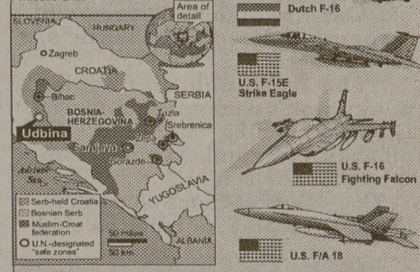 Area of
detail
SLOVENIA
HUNGARY
Zagreb
CROATIA
SERBIA
Bihac
BOSNIA-
HERZEGOVINA
Tuzla
Srebrenica
Zepa
Udbina
Sarajevo
Gorazde
Adriatic
Sea
YUGOSLAVIA
ALBANIA
Serb-held Croatia
Bosnian Serb
Muslim-Croat
federation
U.N.-designated
"safe zones"
50 miles
50 km
Dutch F-16
U.S. F-15E
Strike Eagle
U.S. F-16
Fighting Falcon
U.S. F/A 18